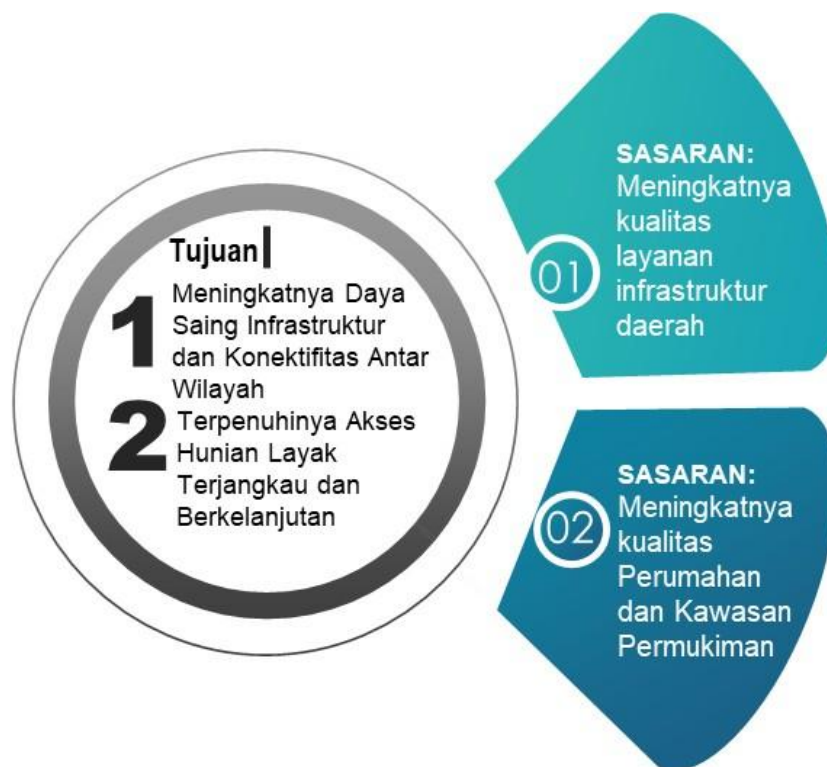 Tujuan
1
Meningkatnya Daya
Saing Infrastruktur
dan Konektifitas Antar
Wilayah
2
Terpenuhinya Akses
Hunian Layak
Terjangkau dan
Berkelanjutan
01
SASARAN:
Meningkatnya
kualitas
layanan
infrastruktur
daerah
02
SASARAN:
Meningkatnya
kualitas
Perumahan
dan Kawasan
Permukiman